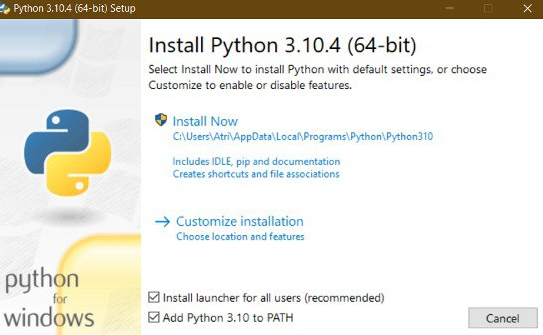 Python 3.10.4 (64-bit) Setup
Install Python 3.10.4 (64-bit)
Select Install Now to install Python with default settings, or choose
Customize to enable or disable features.
Install Now
C:\Users\Atri\AppData\Local\Programs\Python\Python310
Includes IDLE, pip and documentation
Creates shortcuts and file associations
Customize installation
Choose location and features
python
for
windows
Install launcher for all users (recommended)
Add Python 3.10 to PATH
Cancel